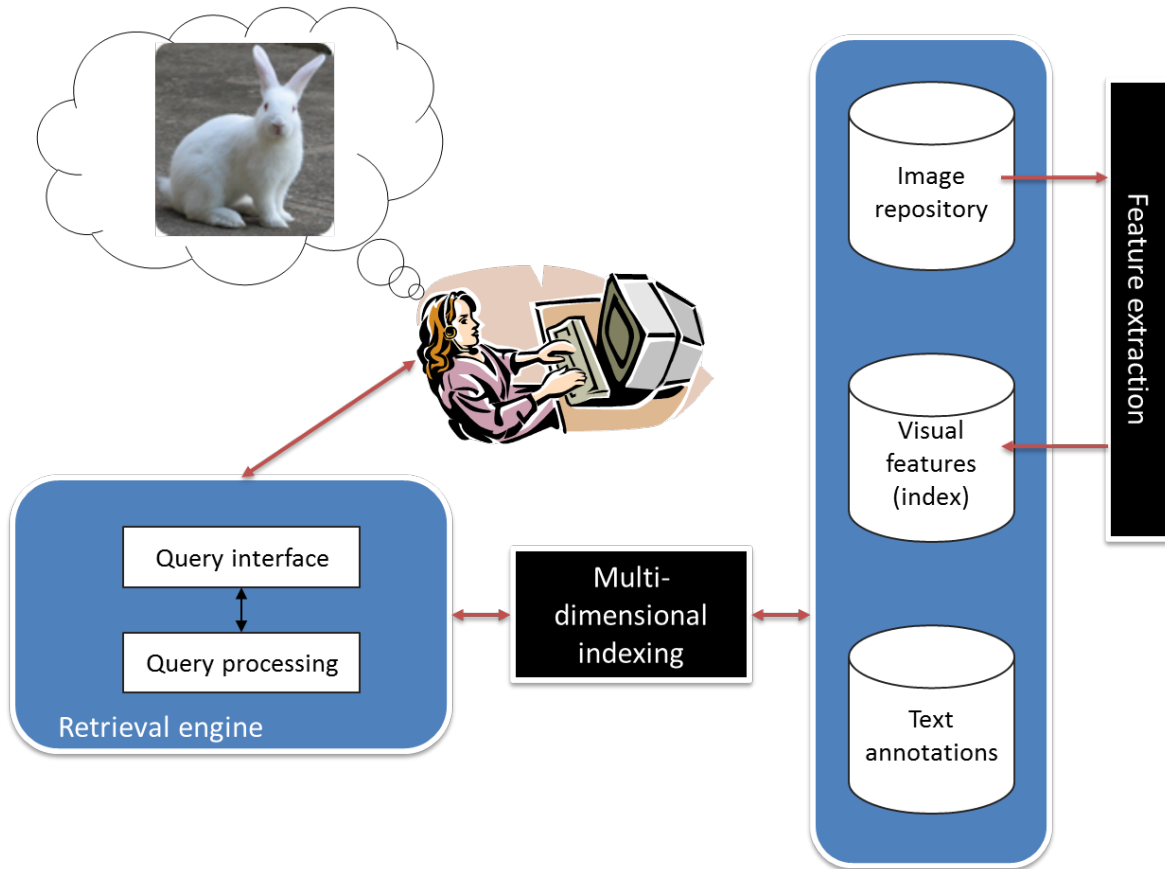 Image
repository
Feature extraction
Visual
features
(index)
Query interface
Query processing
Retrieval engine
Multi-
dimensional
indexing
Text
annotations